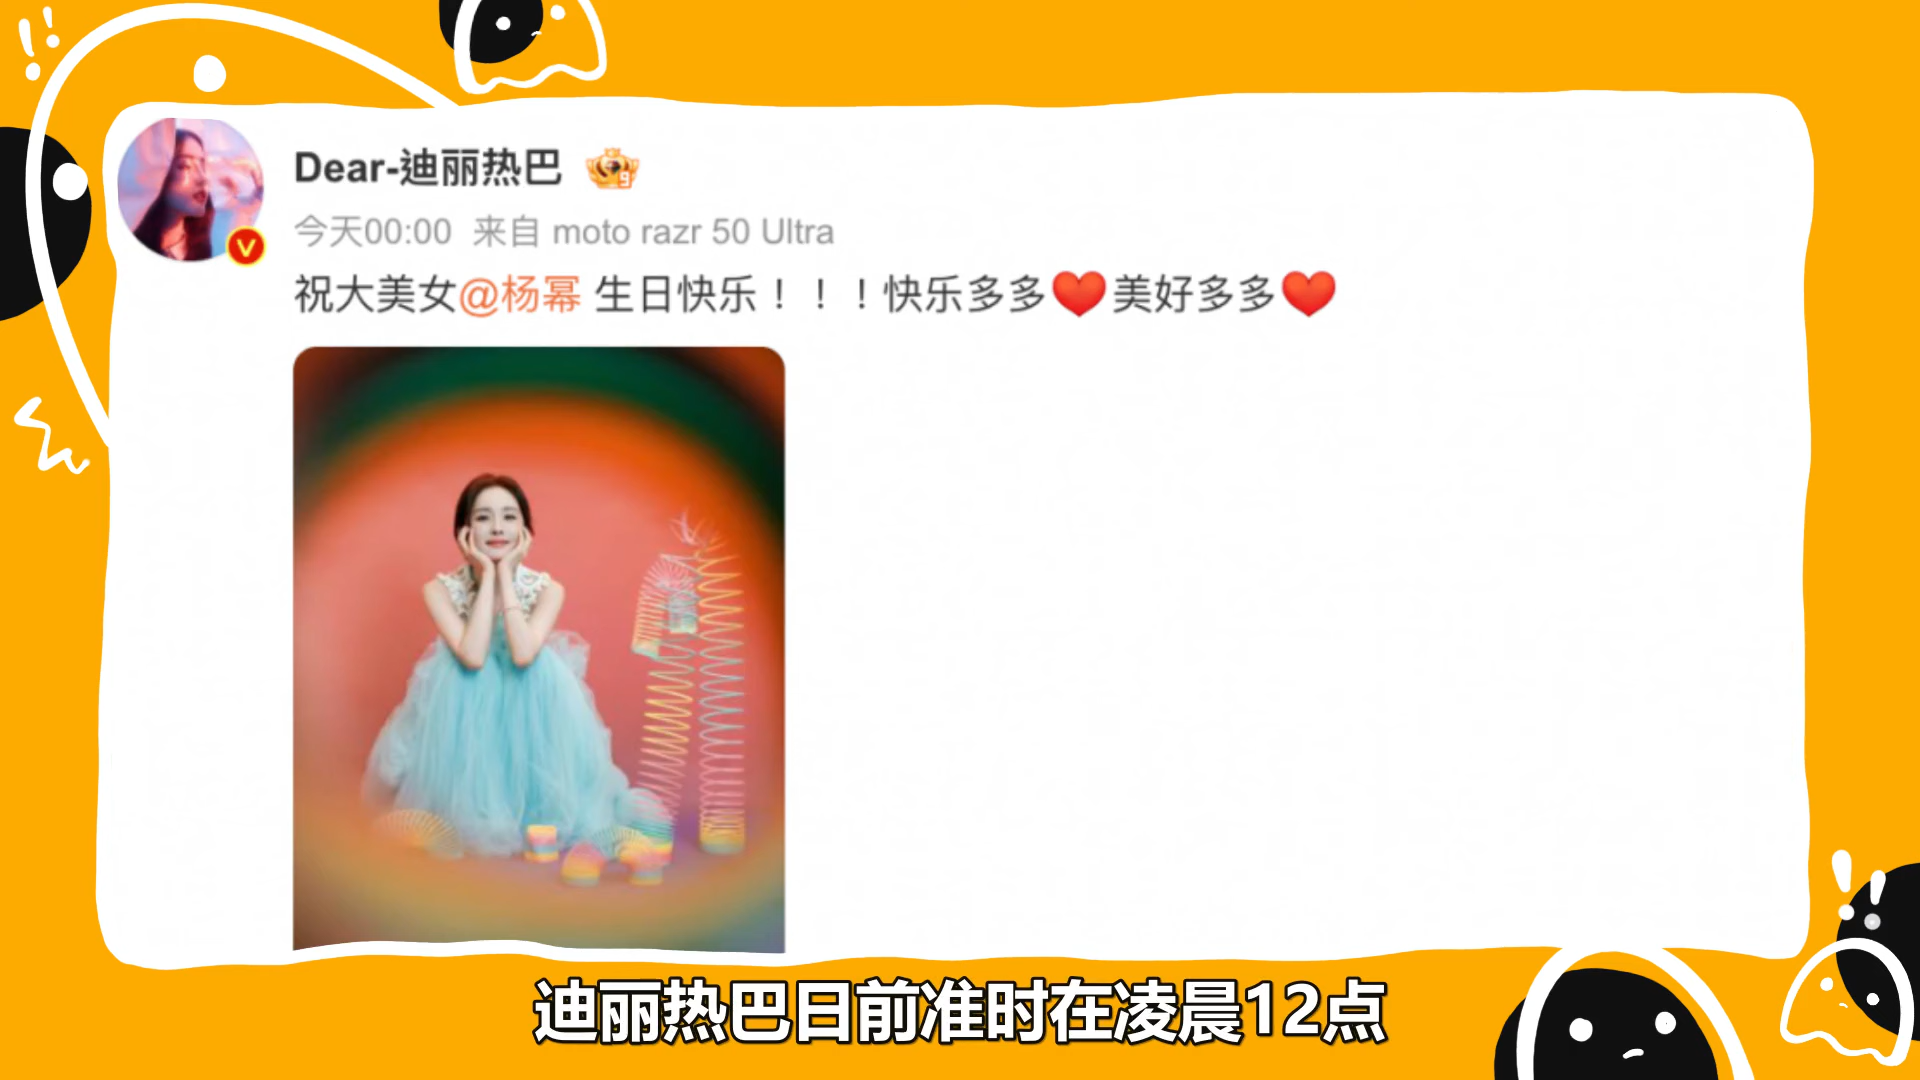 Dear-迪丽热巴
今天00:00 来自 moto razr 50 Ultra
祝大美女@杨幂 生日快乐！！！快乐多多❤️美好多多❤️
迪丽热巴日前准时在凌晨12点